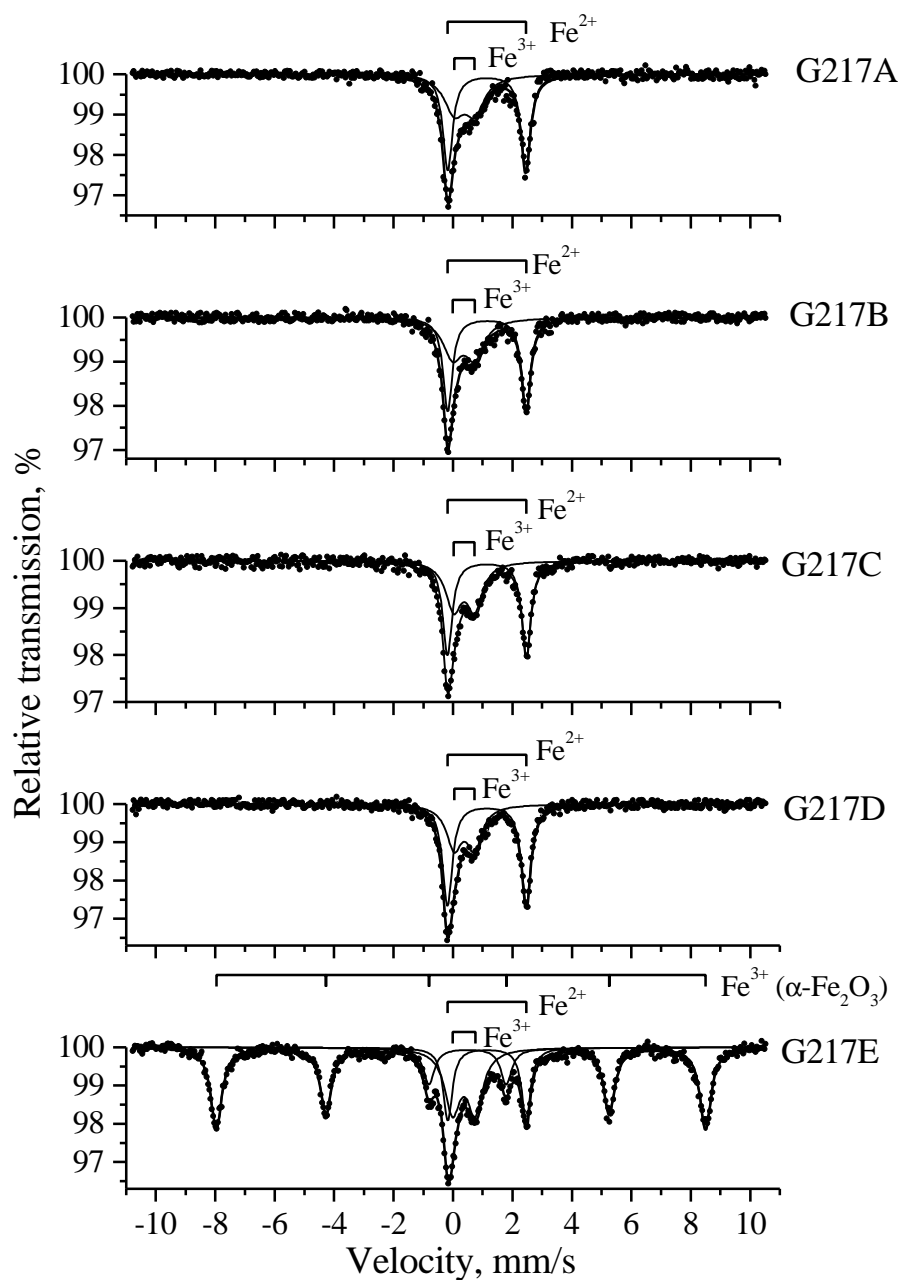 Fe²⁺
Fe³⁺
G217A
100
99
98
97
Fe²⁺
Fe³⁺
G217B
100
99
98
97
Fe²⁺
Fe³⁺
G217C
100
99
98
97
Fe²⁺
Fe³⁺
G217D
100
99
98
97
Fe³⁺ (α-Fe₂O₃)
Fe²⁺
Fe³⁺
G217E
100
99
98
97
-10 -8 -6 -4 -2 0 2 4 6 8 10
Velocity, mm/s
Relative transmission, %